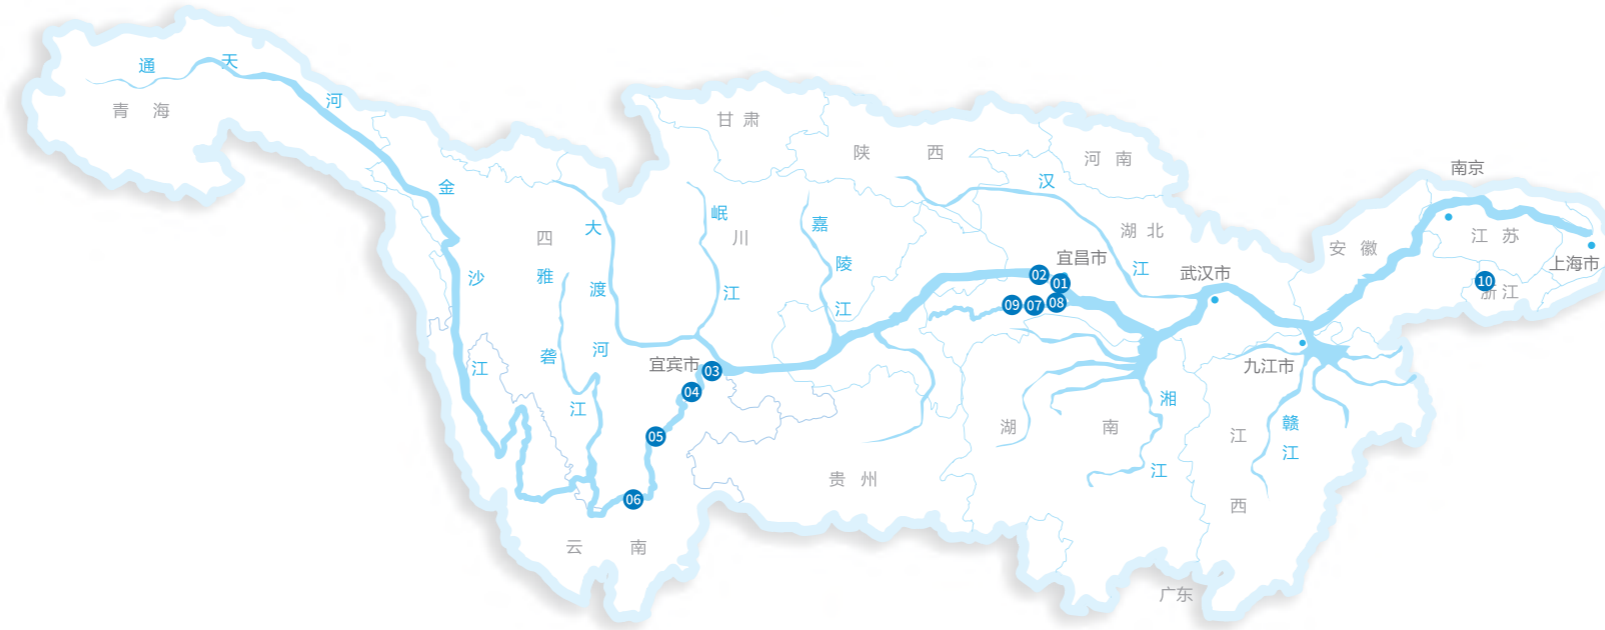 通天河
青海
金沙江
四川
大渡河
雅砻江
岷江
嘉陵江
甘肃
陕西
河南
汉江
湖北
宜昌市
02
01
09
07
08
武汉市
安徽
南京
江苏
上海市
10
浙江
宜宾市
03
04
05
06
九江市
湘江
赣江
湖南
江西
贵州
云南
广东